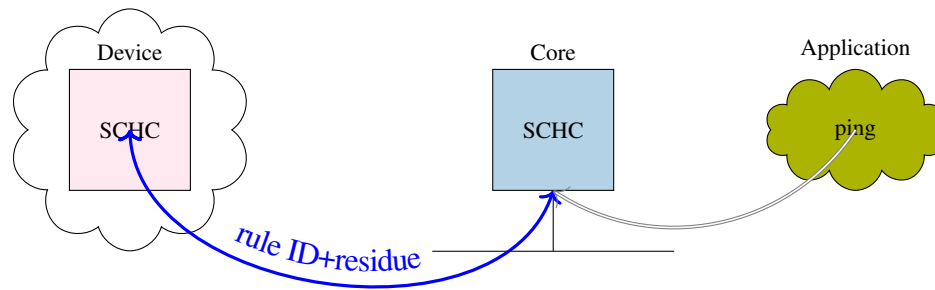 Device
Core
Application
SCHC
SCHC
ping
rule ID+residue